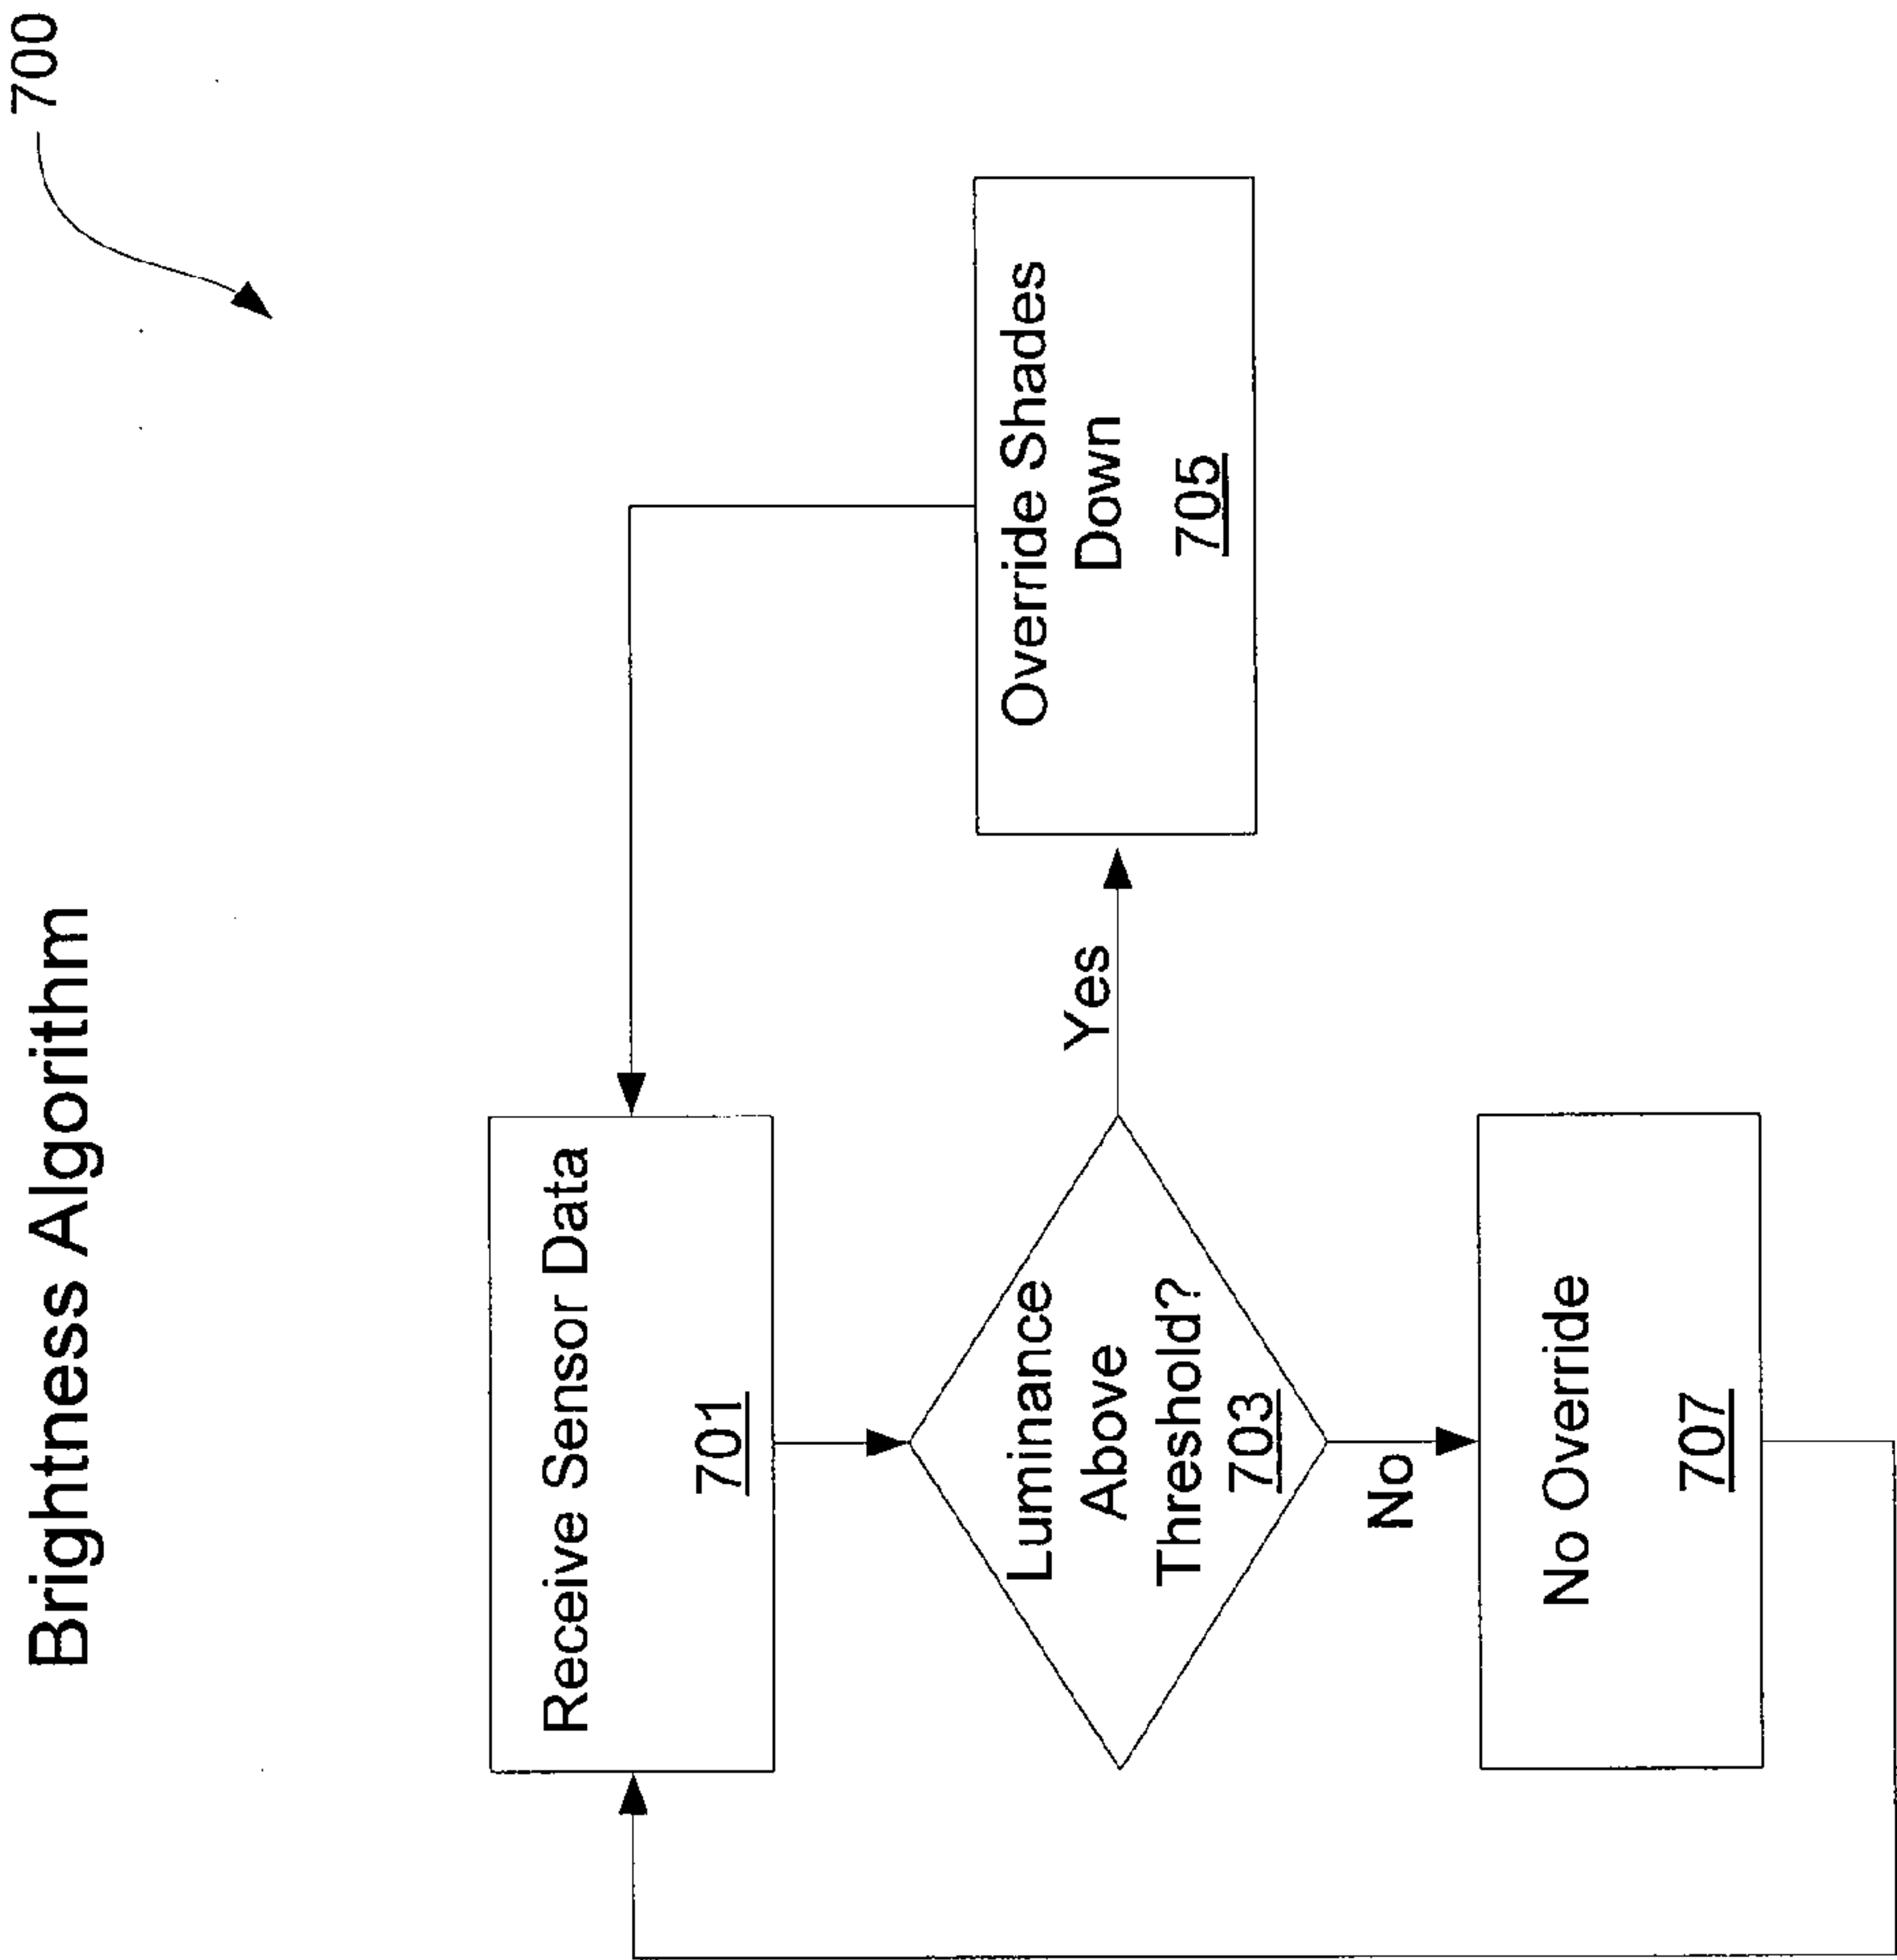 Brightness Algorithm
700
Receive Sensor Data
701
Luminance
Above
Threshold?
703
Yes
Override Shades
Down
705
No
No Override
707